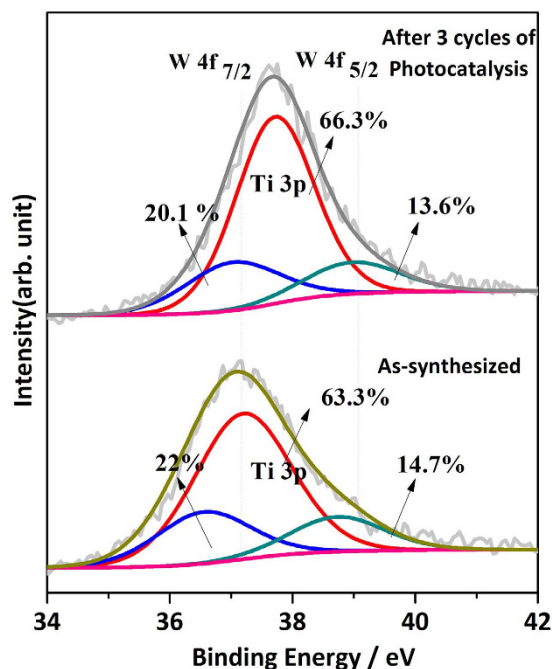 After 3 cycles of
Photocatalysis
W 4f 7/2
W 4f 5/2
66.3%
Ti 3p
20.1 %
13.6%
As-synthesized
63.3%
22%
Ti 3p
14.7%
Intensity(arb. unit)
34 36 38 40 42
Binding Energy / eV